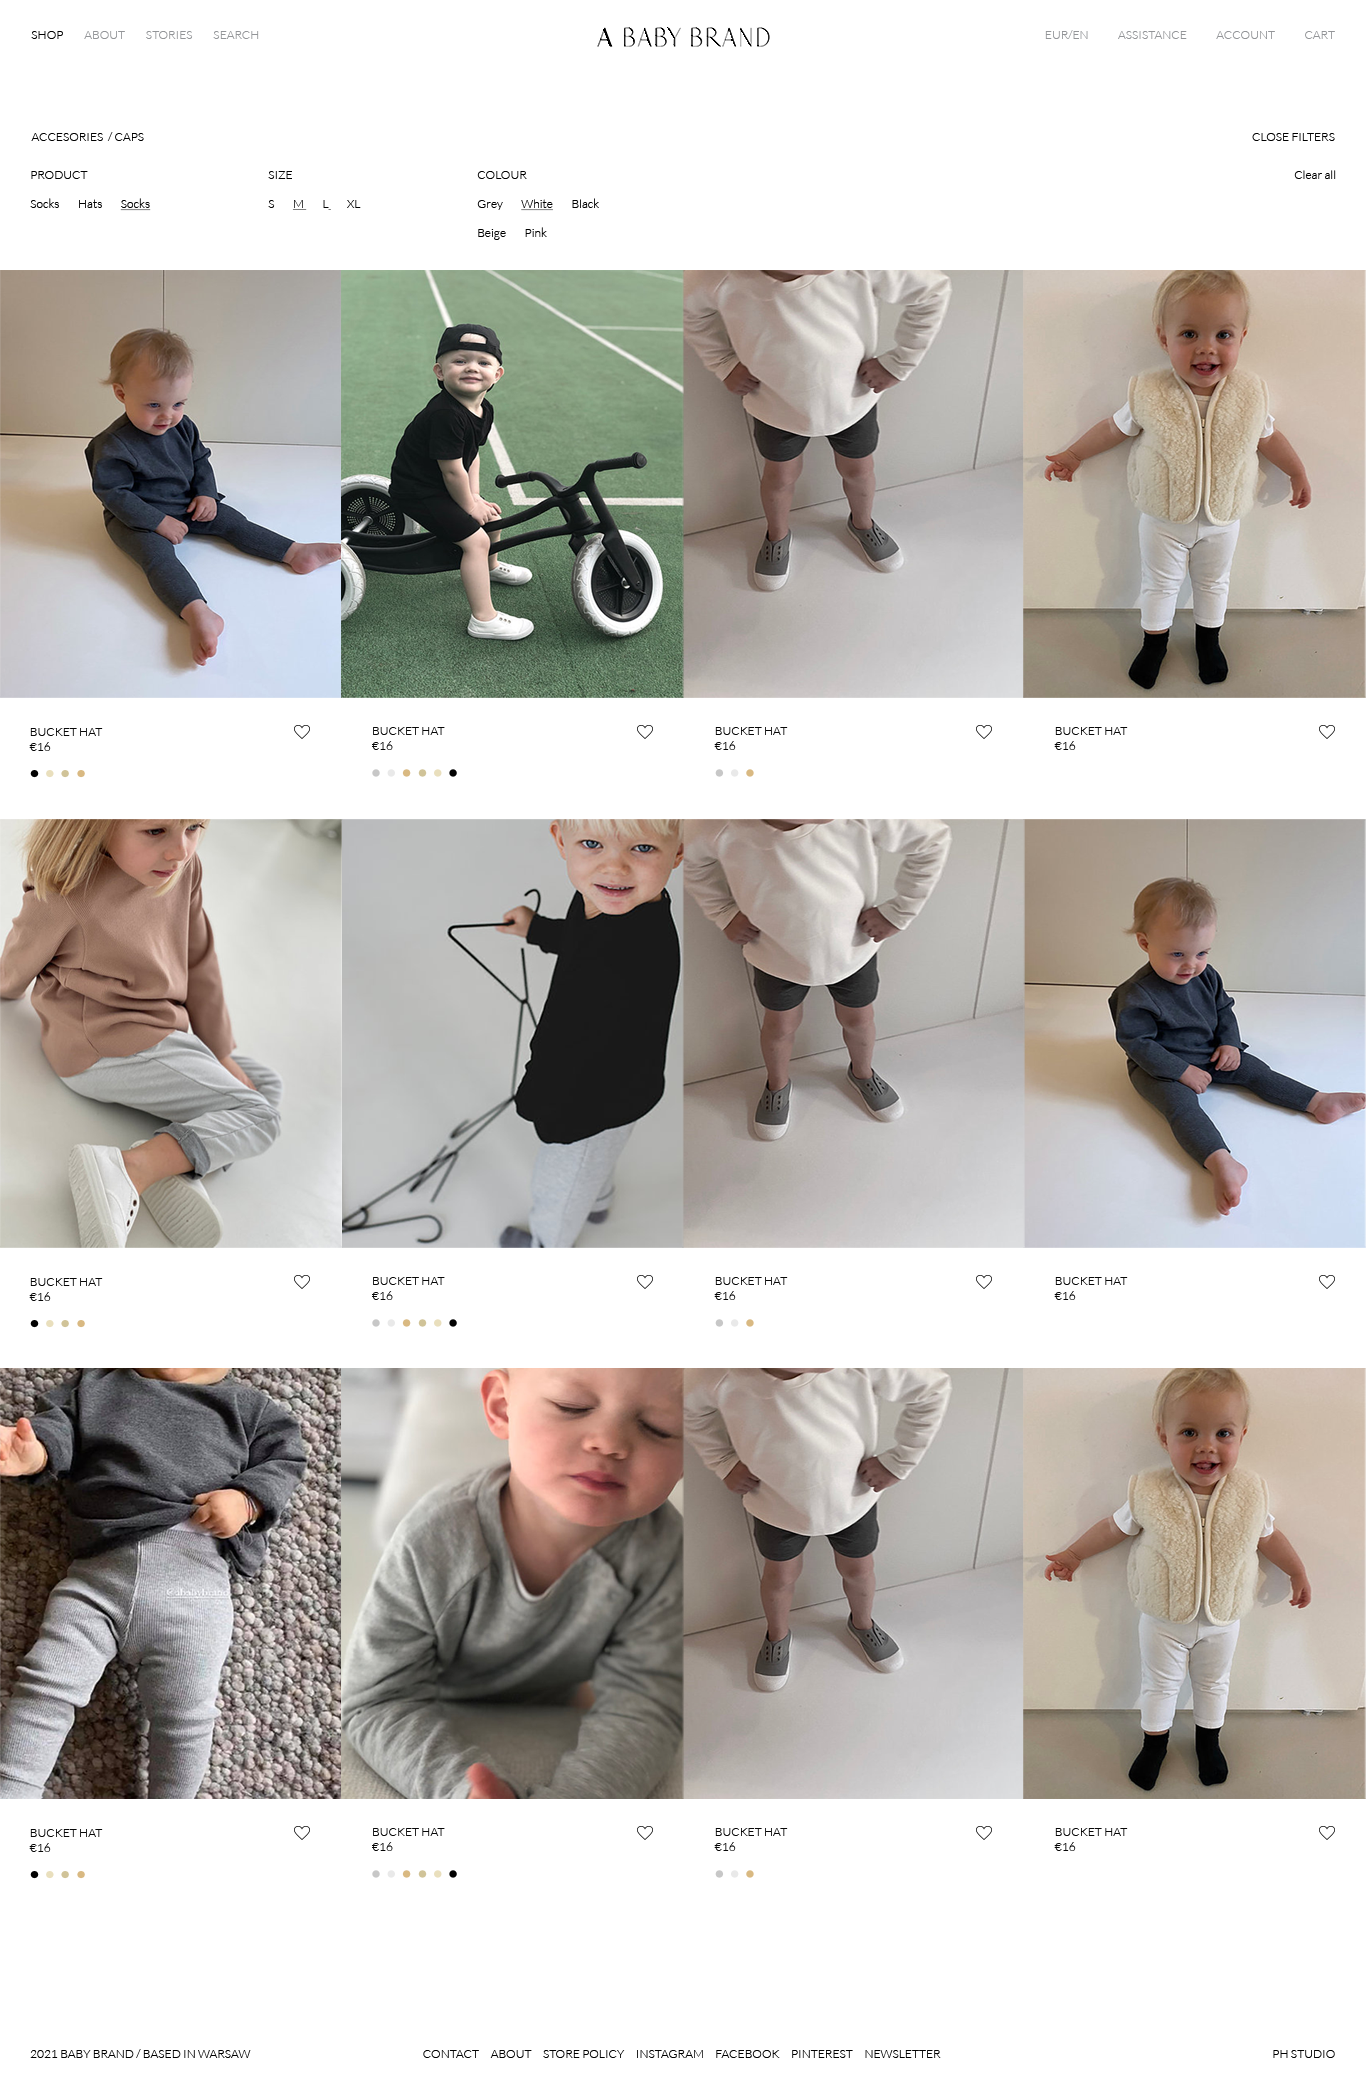 SHOP ABOUT STORIES SEARCH A BABY BRAND EUR/EN ASSISTANCE ACCOUNT CART
ACCESORIES / CAPS CLOSE FILTERS
PRODUCT SIZE COLOUR Clear all
Socks Hats Socks S M L XL Grey White Black
Beige Pink
BUCKET HAT BUCKET HAT BUCKET HAT BUCKET HAT
€16 €16 €16 €16
BUCKET HAT BUCKET HAT BUCKET HAT BUCKET HAT
€16 €16 €16 €16
@ababybrand
BUCKET HAT BUCKET HAT BUCKET HAT BUCKET HAT
€16 €16 €16 €16
2021 BABY BRAND / BASED IN WARSAW CONTACT ABOUT STORE POLICY INSTAGRAM FACEBOOK PINTEREST NEWSLETTER PH STUDIO